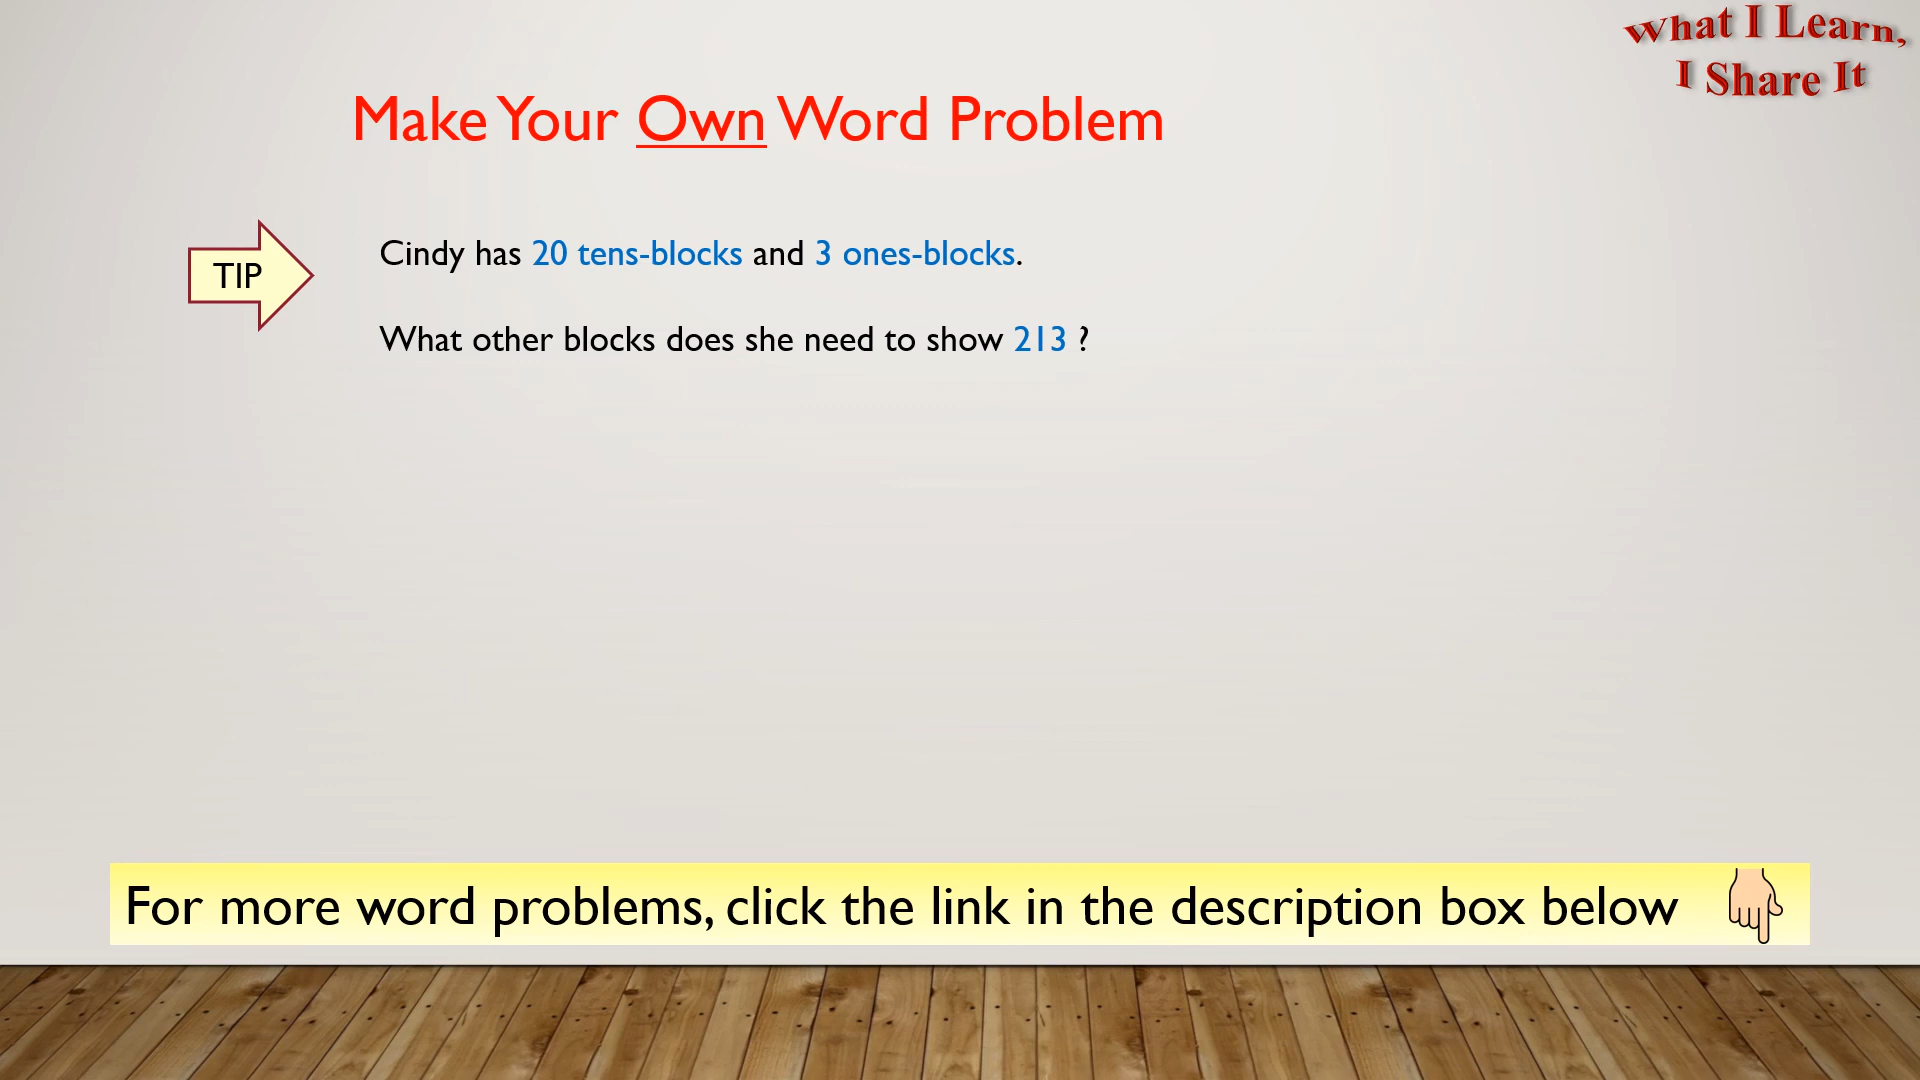 What I Learn,
I Share It
Make Your Own Word Problem
TIP
Cindy has 20 tens-blocks and 3 ones-blocks.
What other blocks does she need to show 213 ?
For more word problems, click the link in the description box below